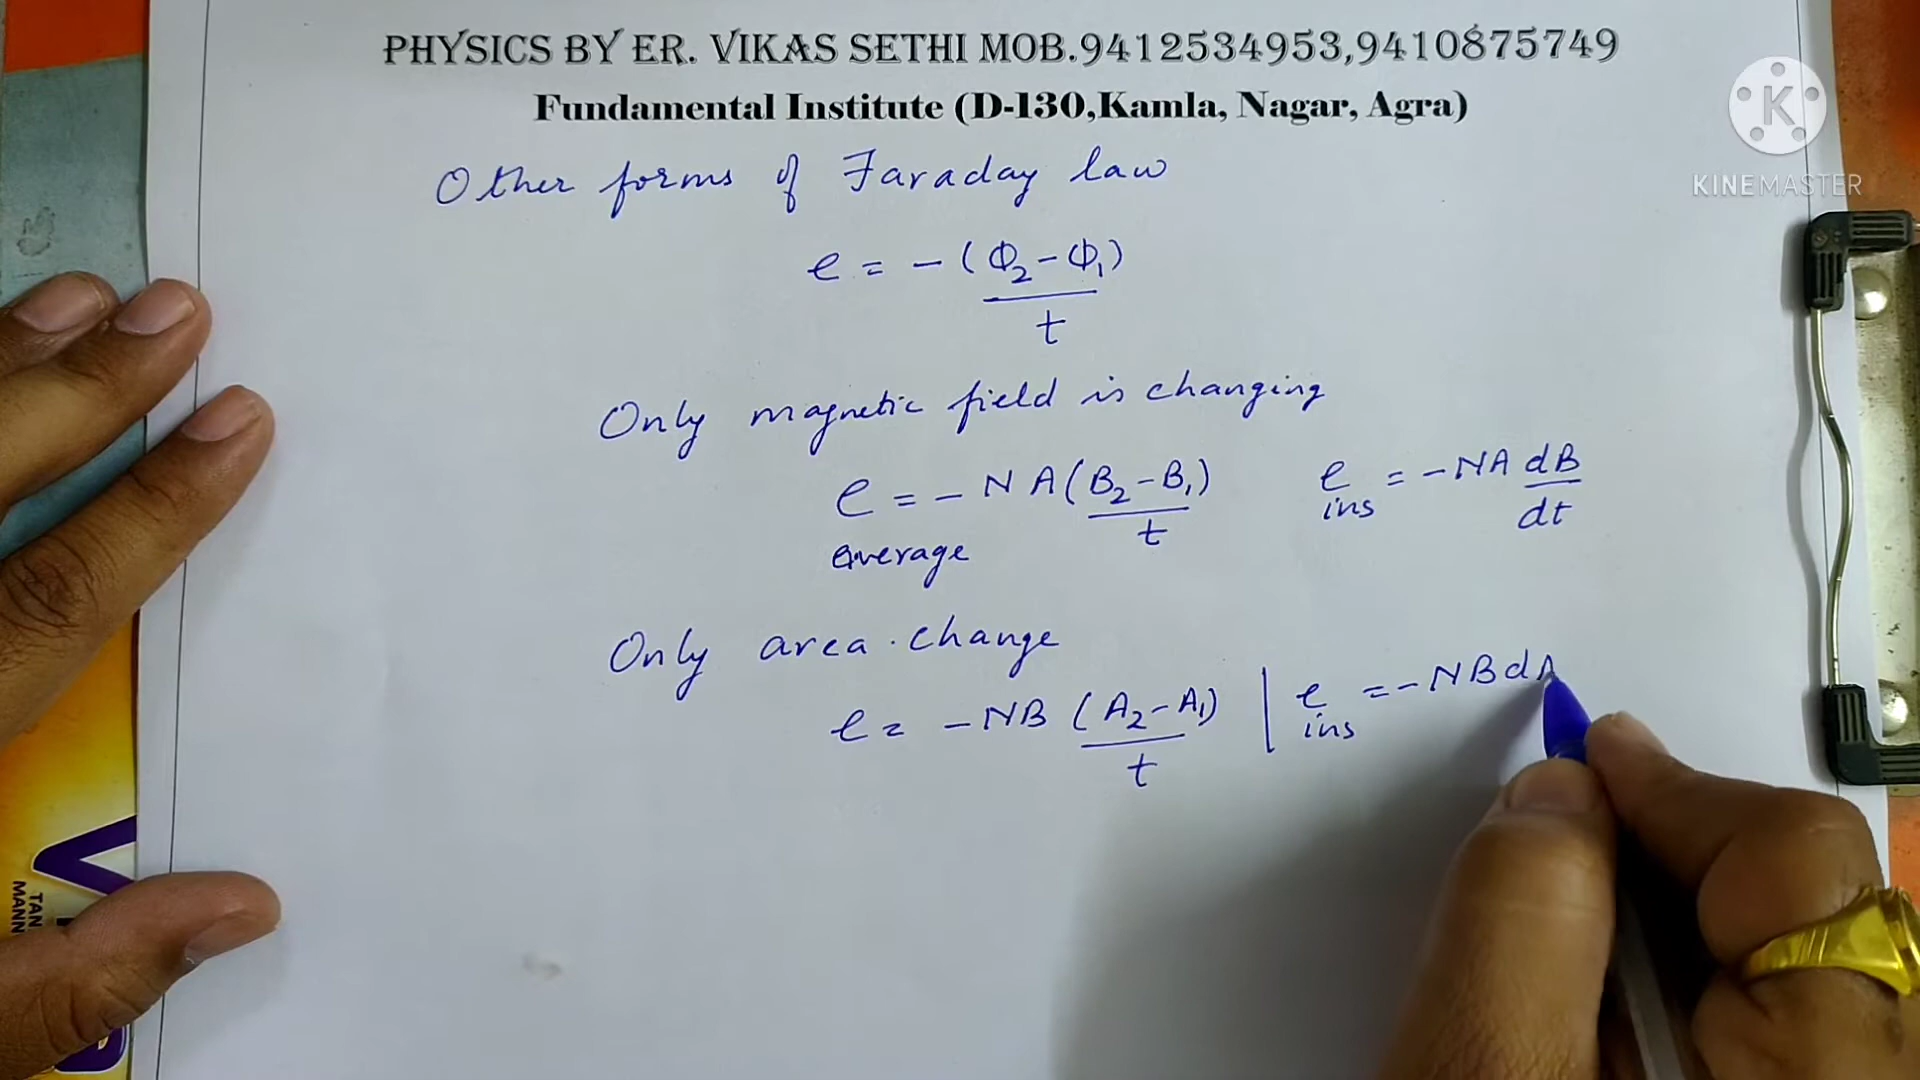 PHYSICS BY ER. VIKAS SETHI MOB.9412534953,9410875749
Fundamental Institute (D-130,Kamla, Nagar, Agra)
K
KINEMASTER
Other forms of Faraday law
e = - (Φ₂ - Φ₁)
t
Only magnetic field is changing
e = - N A (B₂ - B₁)
t
average
e = - NA dB
ins dt
Only area change
e = - NB (A₂ - A₁)
t
e = - NBdA
ins
V
TAN
MANN